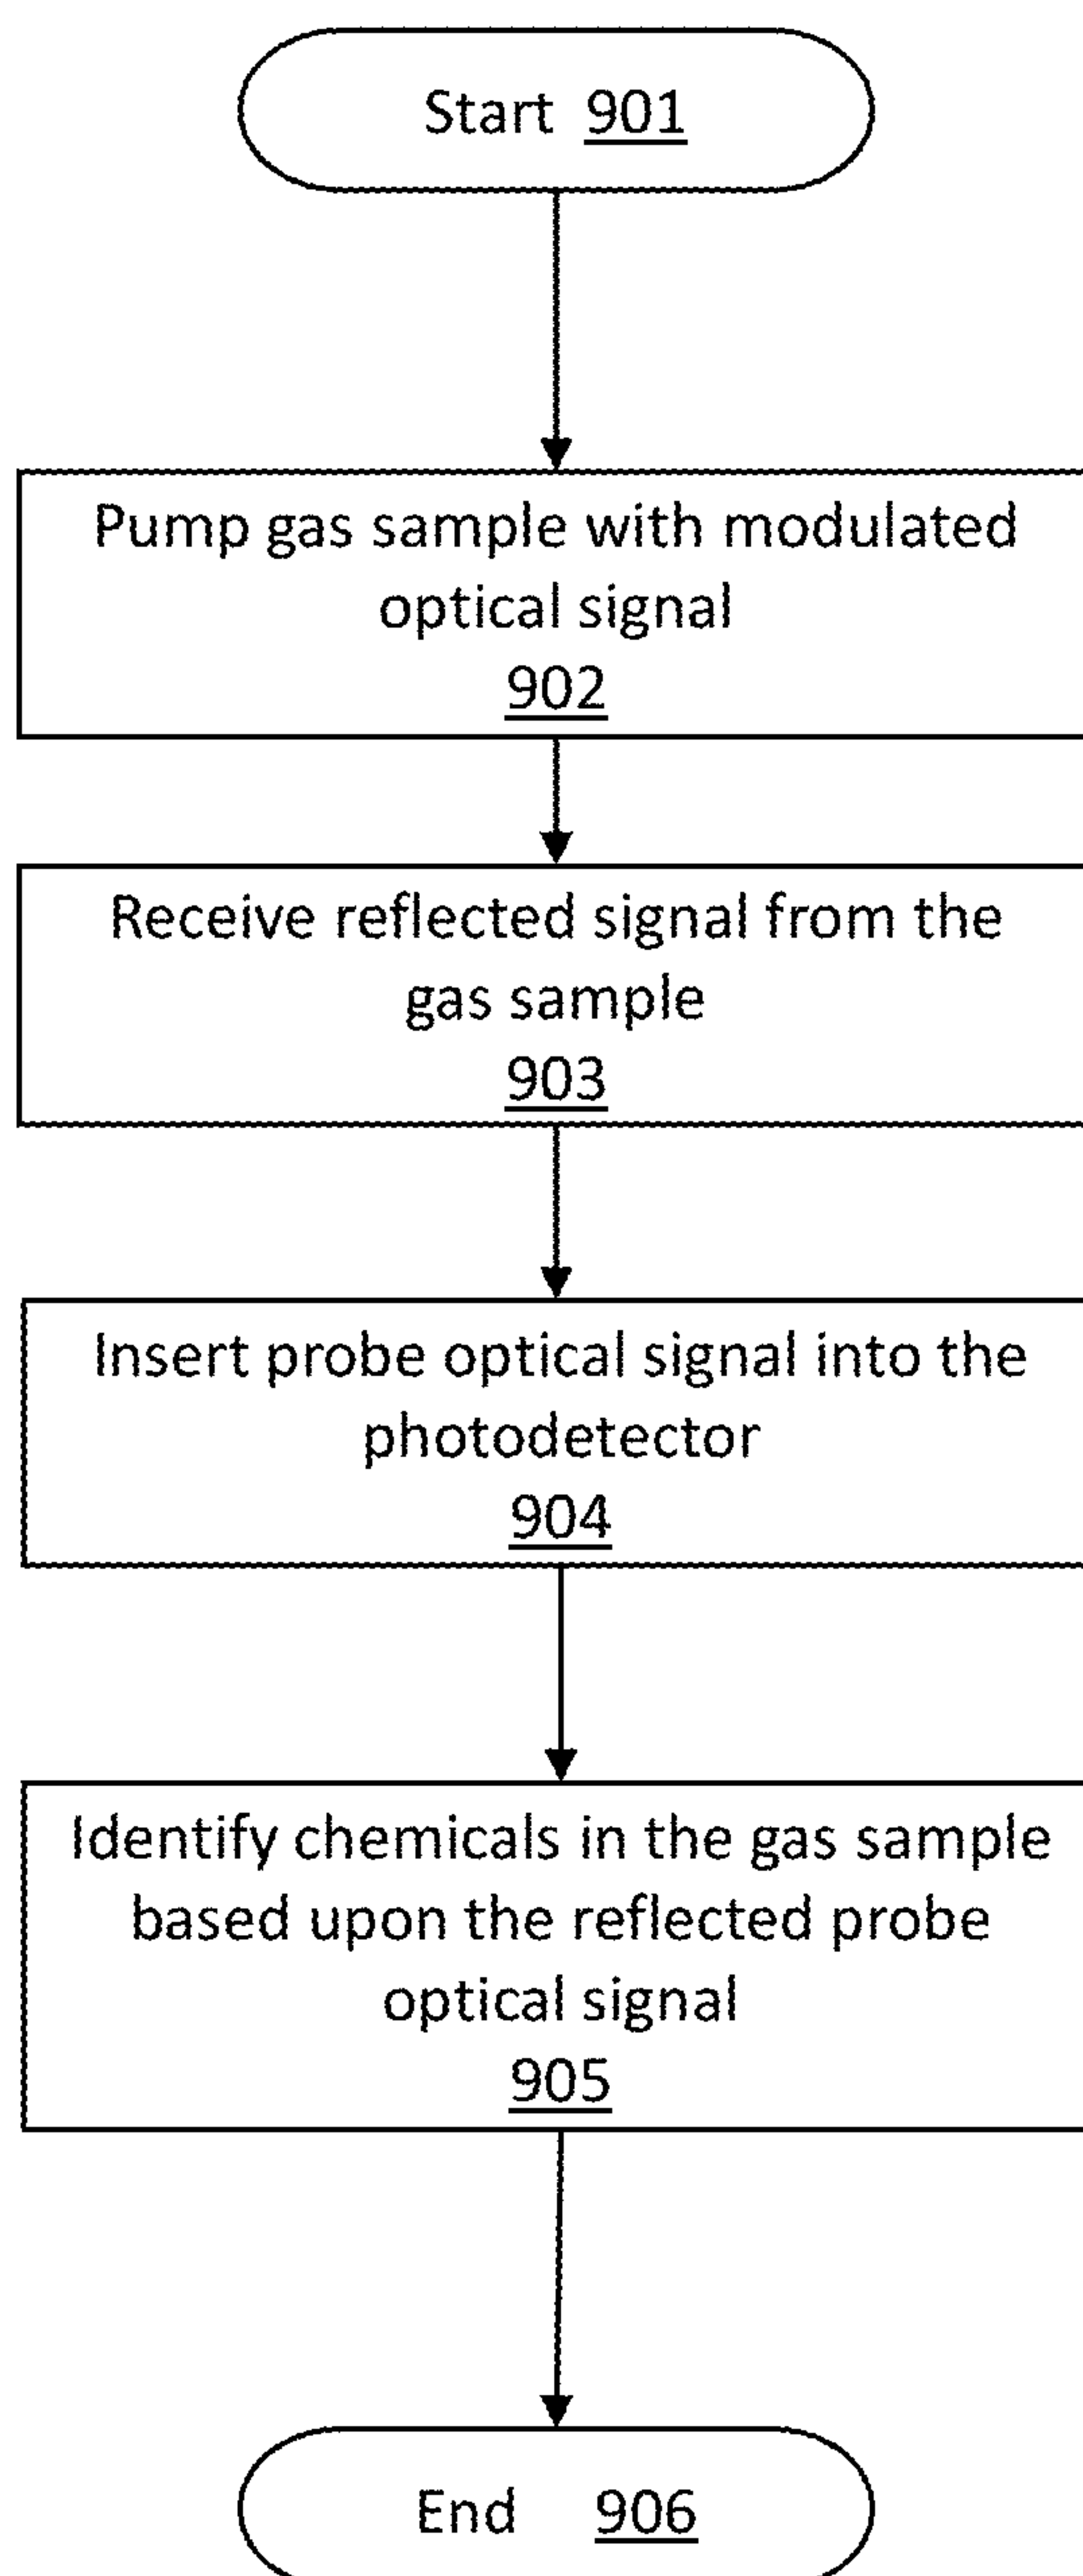 Start 901
Pump gas sample with modulated
optical signal
902
Receive reflected signal from the
gas sample
903
Insert probe optical signal into the
photodetector
904
Identify chemicals in the gas sample
based upon the reflected probe
optical signal
905
End 906